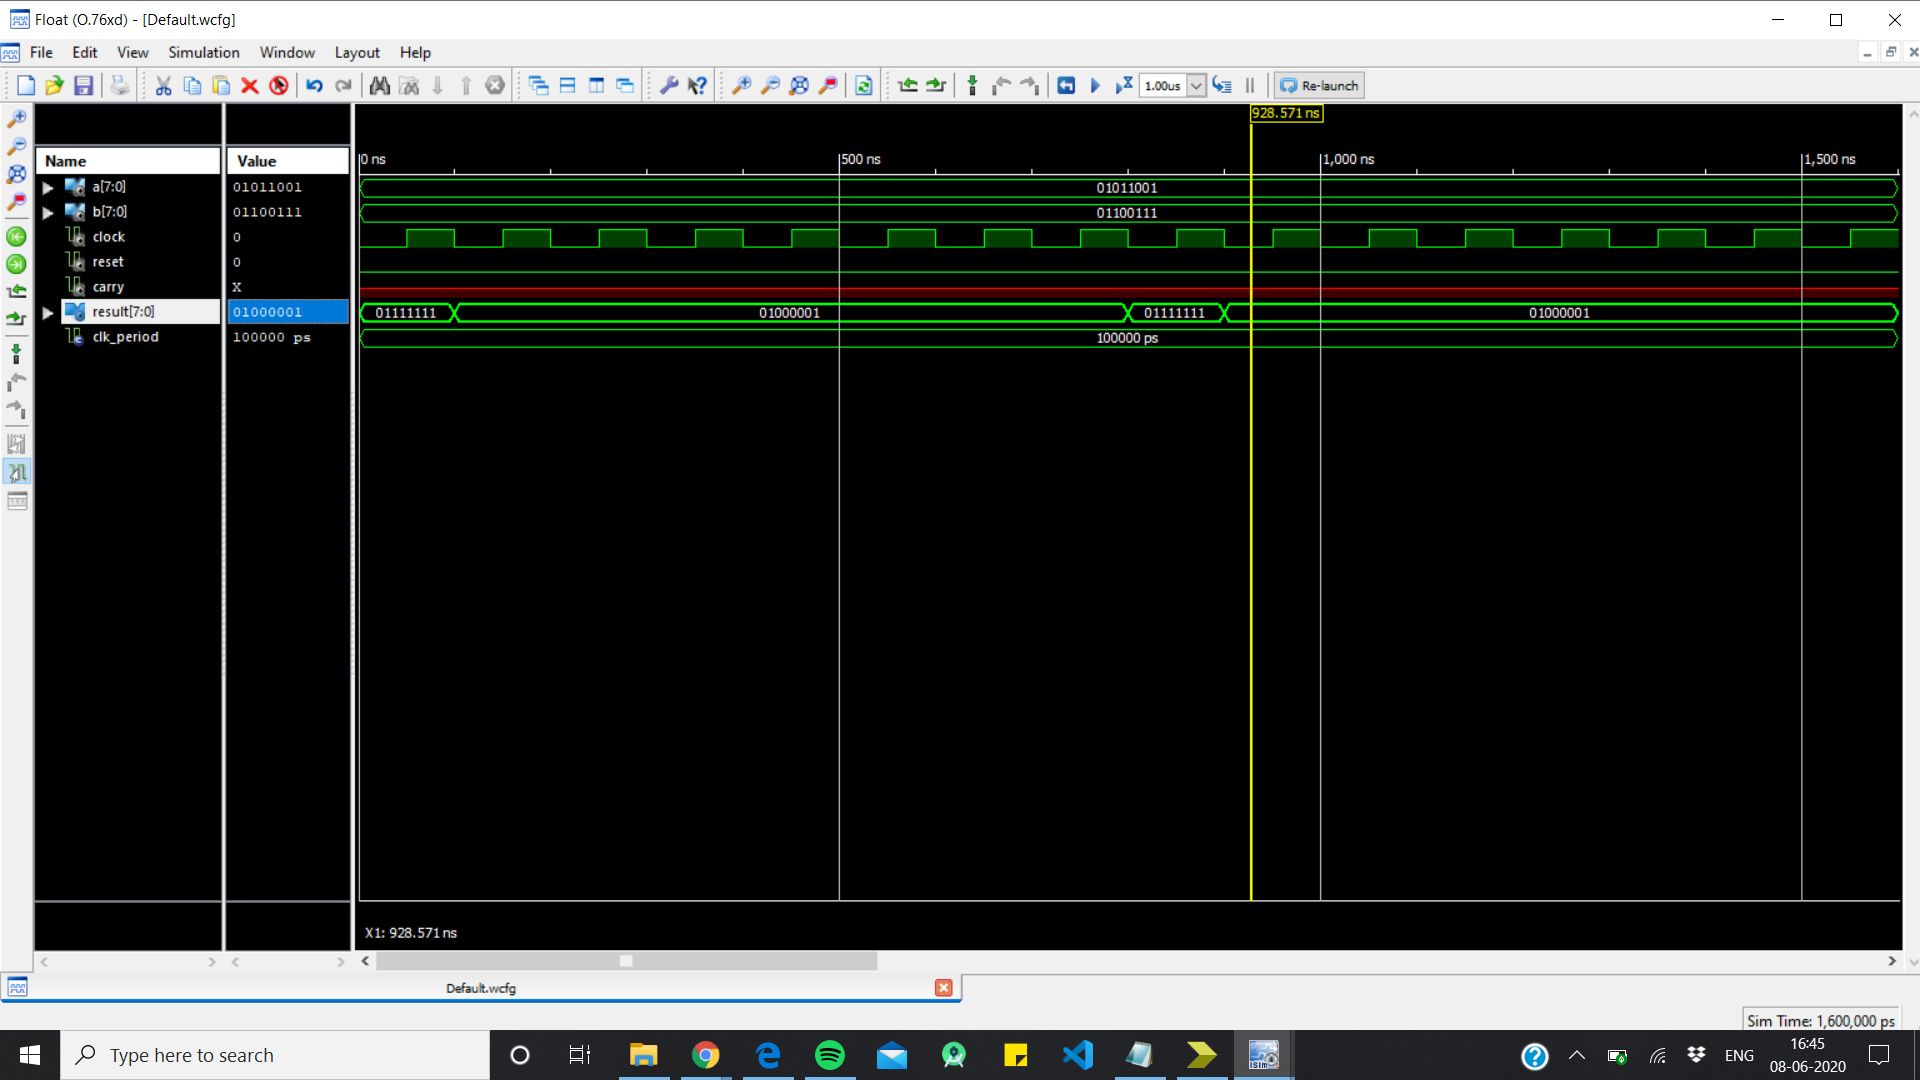 Float (O.76xd) - [Default.wcfg]
File Edit View Simulation Window Layout Help
1.00us Re-launch
928.571 ns
Name Value
0 ns 500 ns 1,000 ns 1,500 ns
a[7:0] 01011001 01011001
b[7:0] 01100111 01100111
clock 0
reset 0
carry X
result[7:0] 01000001 01111111 01000001 01111111 01000001
clk_period 100000 ps 100000 ps
X1: 928.571 ns
Default.wcfg
Sim Time: 1,600,000 ps
Type here to search
ISim
ENG
16:45
08-06-2020